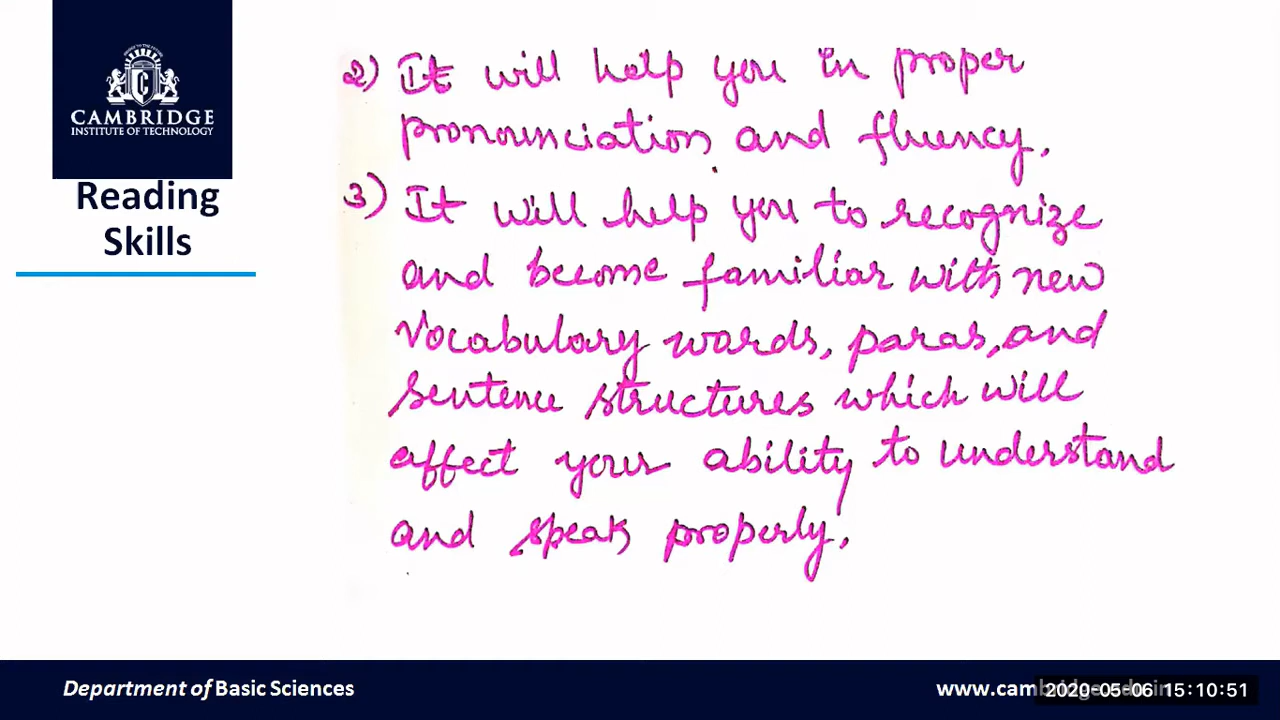 CAMBRIDGE
INSTITUTE OF TECHNOLOGY
Reading
Skills
2) It will help you in proper
pronounciation and fluency.
3) It will help you to recognize
and become familiar with new
vocabulary words, paras, and
sentence structures which will
affect your ability to understand
and speak properly.
Department of Basic Sciences
www.cambridge
2020-05-06 15:10:51